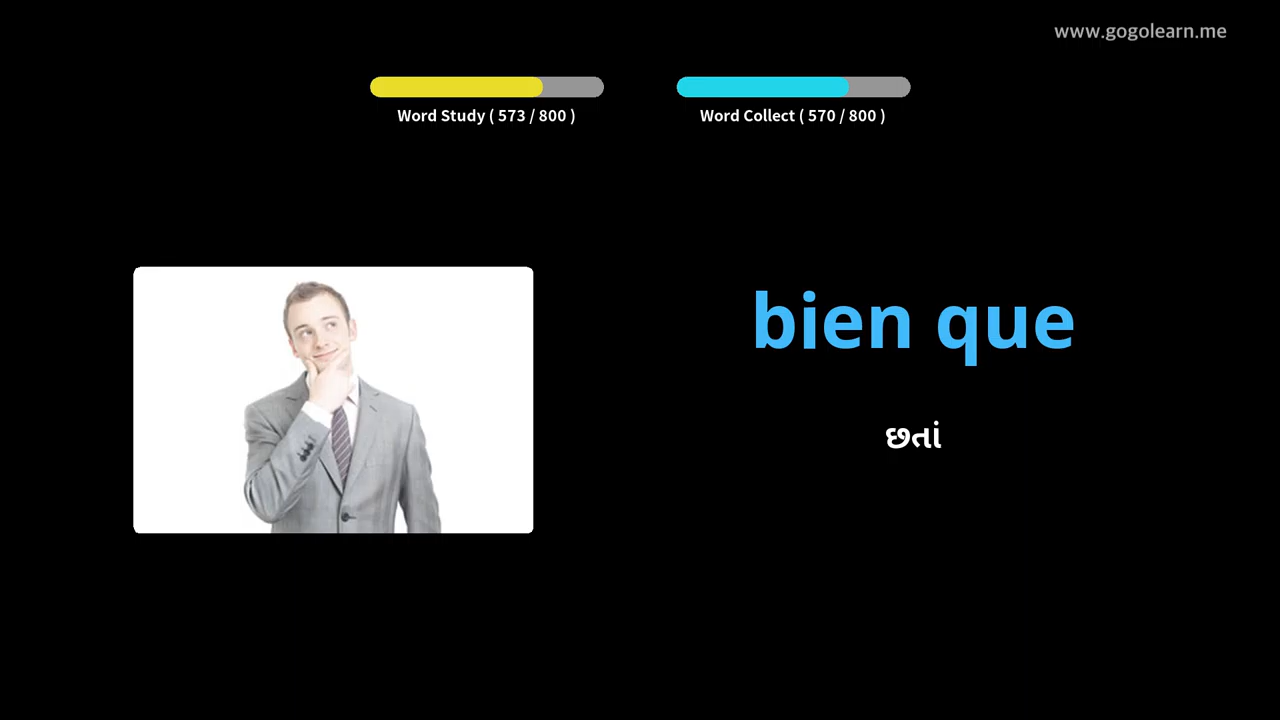 www.gogolearn.me
Word Study ( 573 / 800 )
Word Collect ( 570 / 800 )
bien que
છતાં